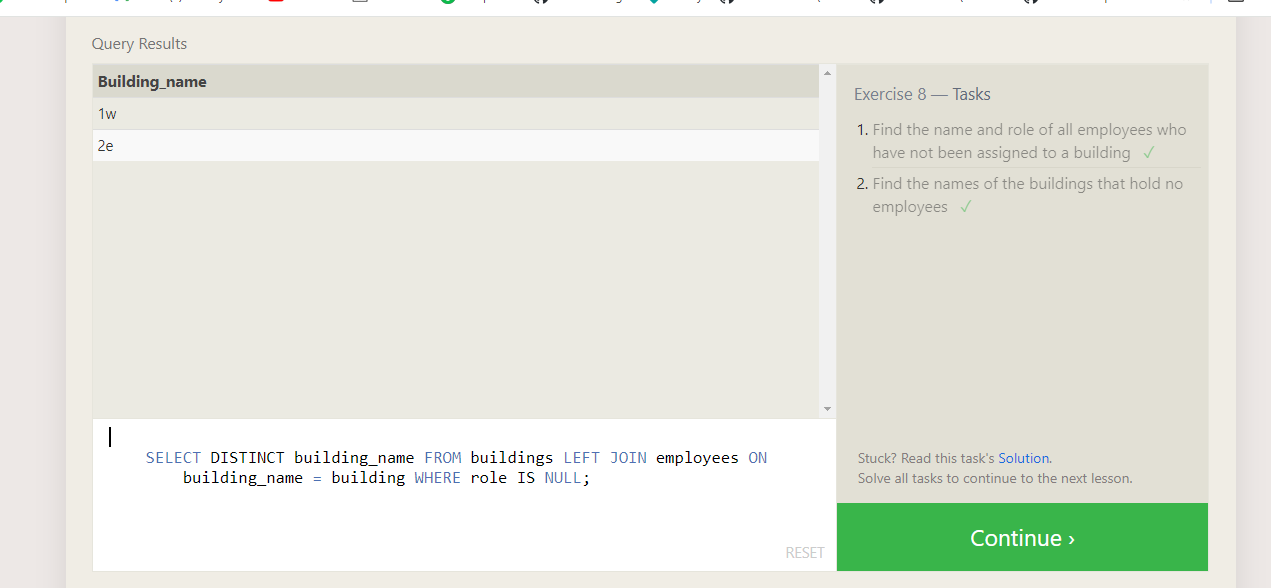 Query Results
Building_name
1w
2e
Exercise 8 — Tasks
1. Find the name and role of all employees who
have not been assigned to a building ✓
2. Find the names of the buildings that hold no
employees ✓
SELECT DISTINCT building_name FROM buildings LEFT JOIN employees ON
building_name = building WHERE role IS NULL;
RESET
Stuck? Read this task's Solution.
Solve all tasks to continue to the next lesson.
Continue ›